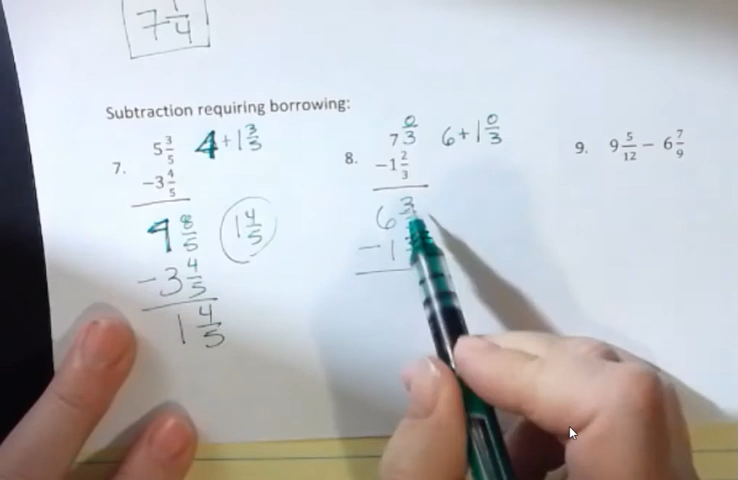 7 1/4
Subtraction requiring borrowing:
7. 5 3/5 4 + 1 3/5
−3 4/5
4 8/5 1 4/5
−3 4/5
1 4/5
8. 7 0/3 6 + 1 0/3
−1 2/3
6 3
−1
9. 9 5/12 − 6 7/9